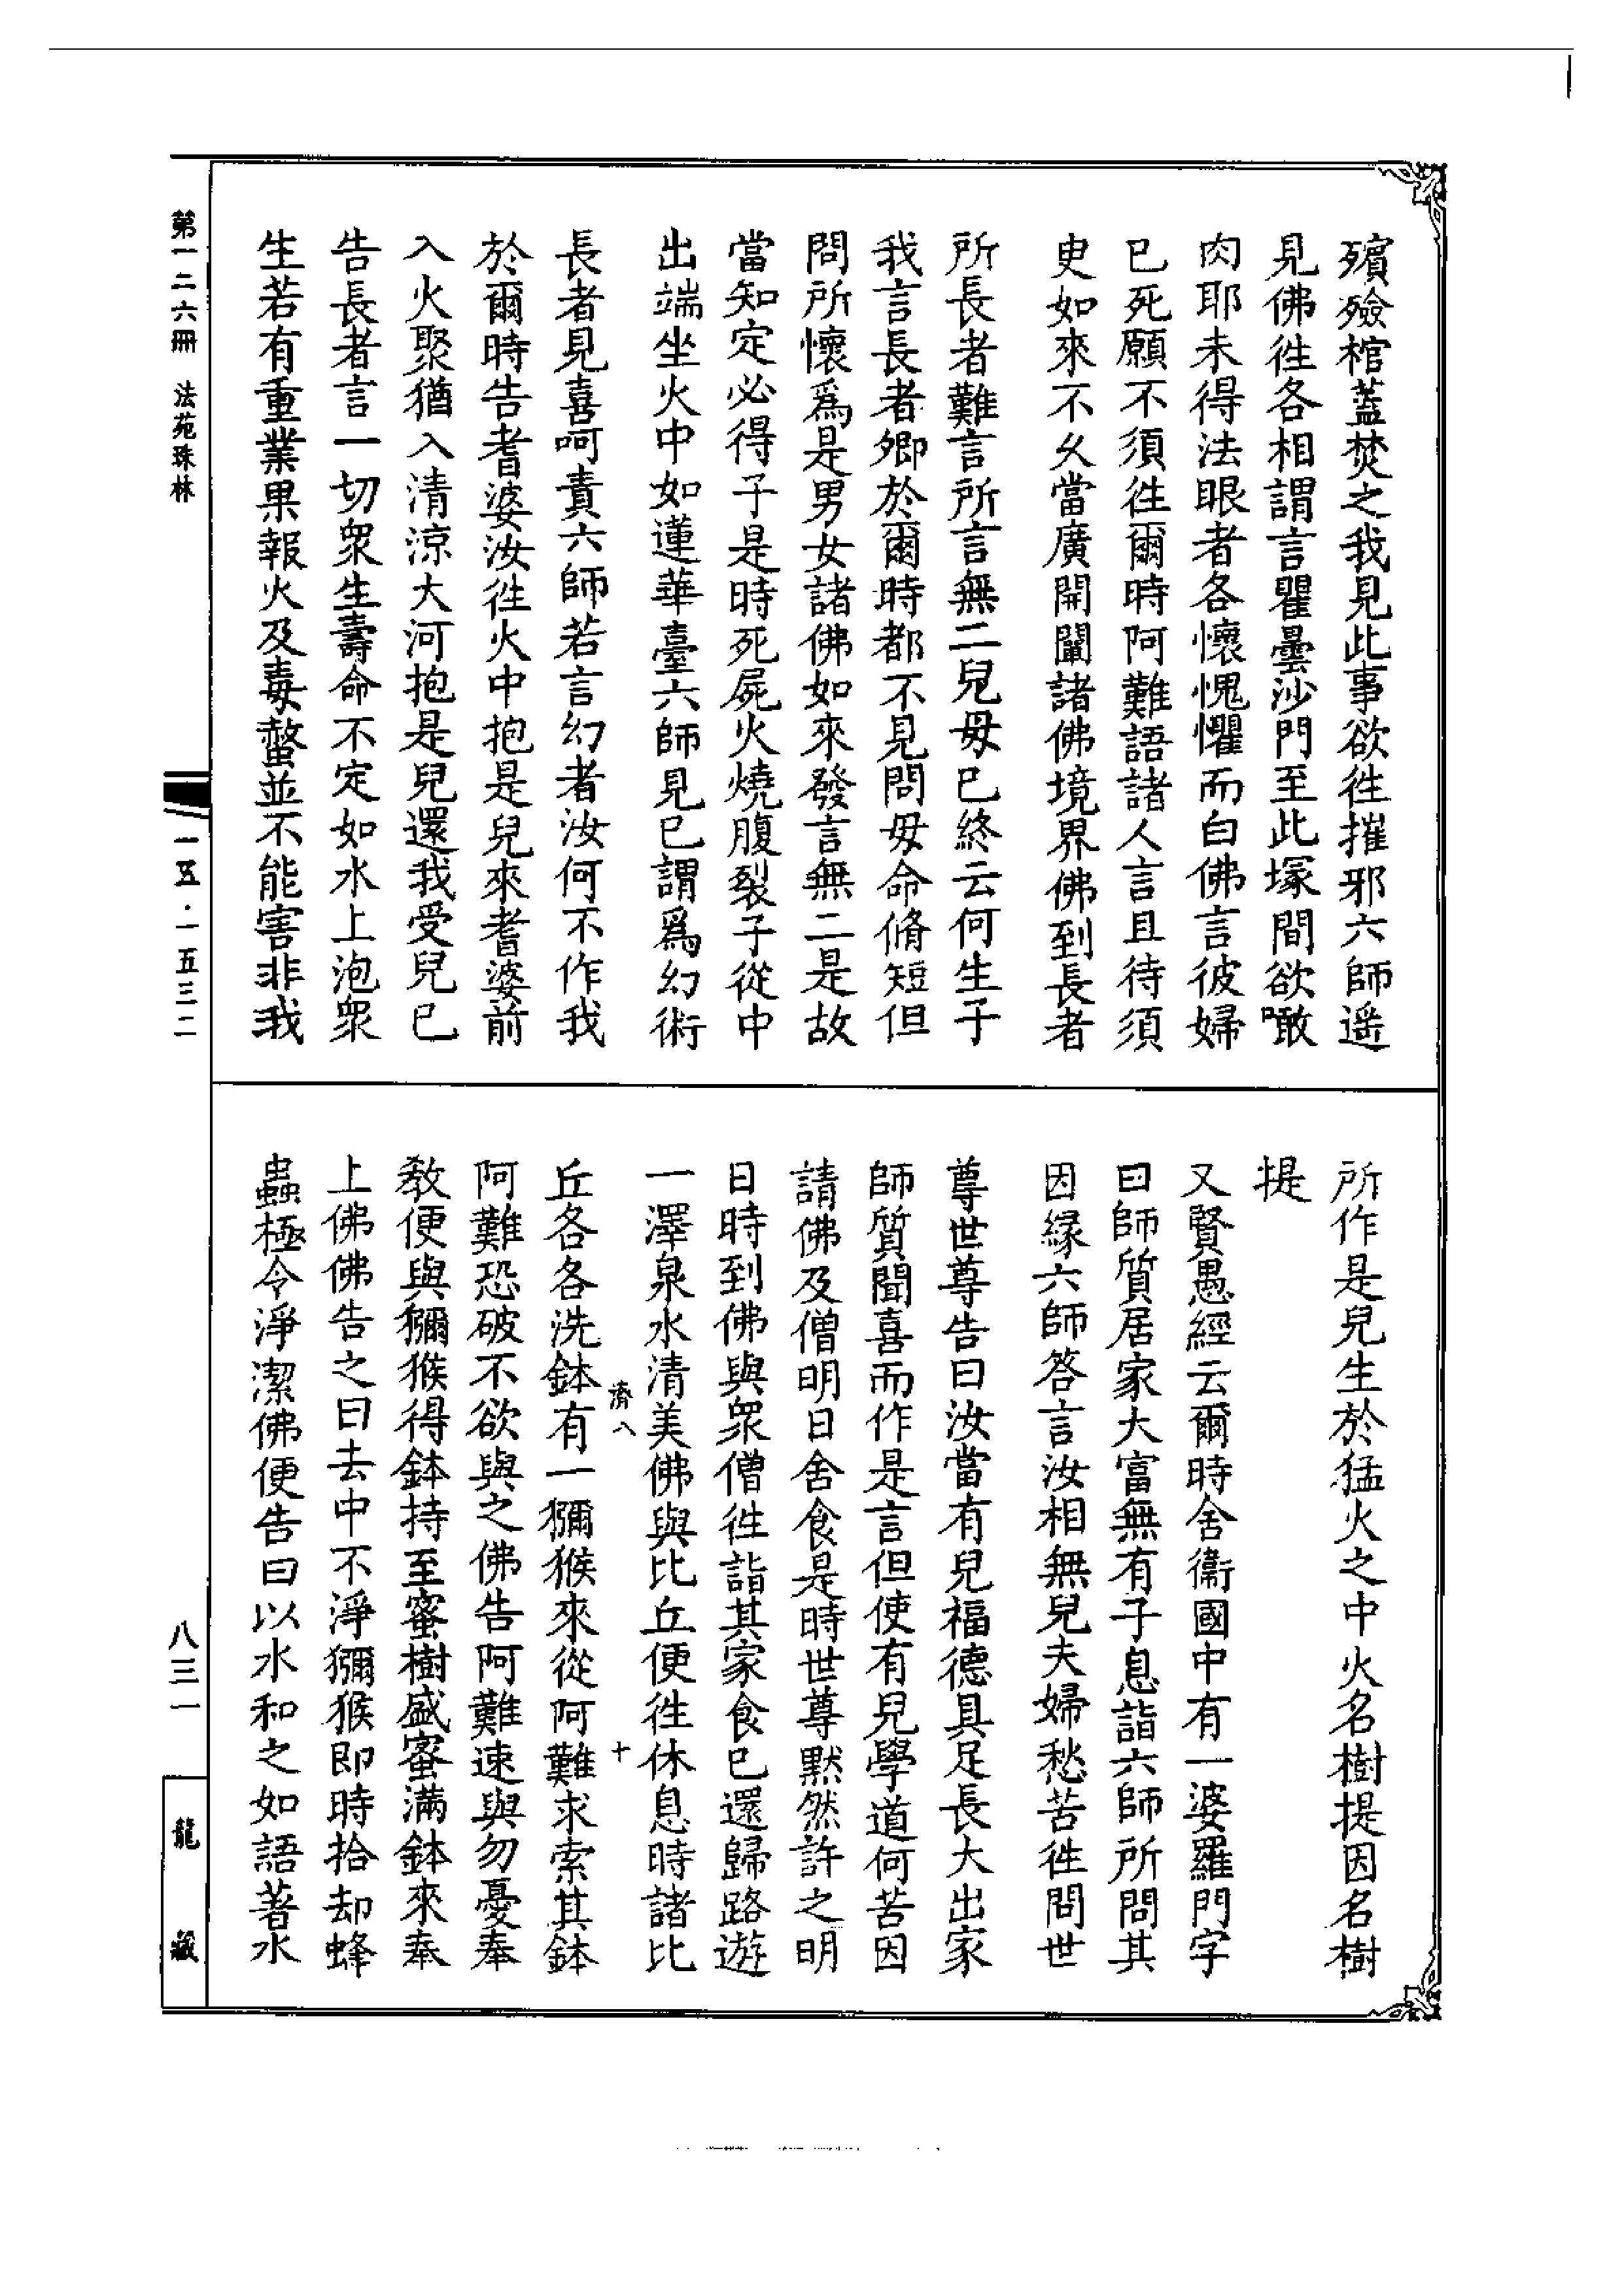 殯殮棺蓋焚之我見此事欲往摧邪六師遥
見佛徃各相謂言瞿曇沙門至此塚間欲噉
肉耶未得法眼者各懷愧懼而白佛言彼婦
已死願不須徃爾時阿難語諸人言且待須
臾如來不乆當廣開闡諸佛境界佛到長者
所長者難言所言無二兒母已終云何生子
我言長者卿於爾時都不見問母命脩短但
問所懷爲是男女諸佛如來發言無二是故
當知定必得子是時死屍火燒腹裂子從中
出端坐火中如蓮華臺六師見已謂爲幻術
長者見喜呵責六師若言幻者汝何不作我
於爾時告耆婆汝徃火中抱是兒來耆婆前
入火聚猶入清涼大河抱是兒還我受兒已
告長者言一切衆生壽命不定如水上泡衆
生若有重業果報火及毒螫並不能害非我
所作是兒生於猛火之中火名樹提因名樹
提
又賢愚經云爾時舍衞國中有一婆羅門字
曰師質居家大富無有子息詣六師所問其
因緣六師答言汝相無兒夫婦愁苦徃問世
尊世尊告曰汝當有兒福德具足長大出家
師質聞喜而作是言但使有兒學道何苦因
請佛及僧明日舍食是時世尊默然許之明
日時到佛與衆僧徃詣其家食已還歸路遊
一澤泉水清美佛與比丘便徃休息時諸比
丘各各洗鉢有一獼猴來從阿難求索其鉢
阿難恐破不欲與之佛告阿難速與勿憂奉
教便與獼猴得鉢持至蜜樹盛蜜滿鉢來奉
上佛佛告之曰去中不淨獼猴即時拾却蜂
蟲極令淨潔佛便告曰以水和之如語著水
濟八
十
第一二六冊 法苑珠林
一五·一五三二
八三一
龍藏